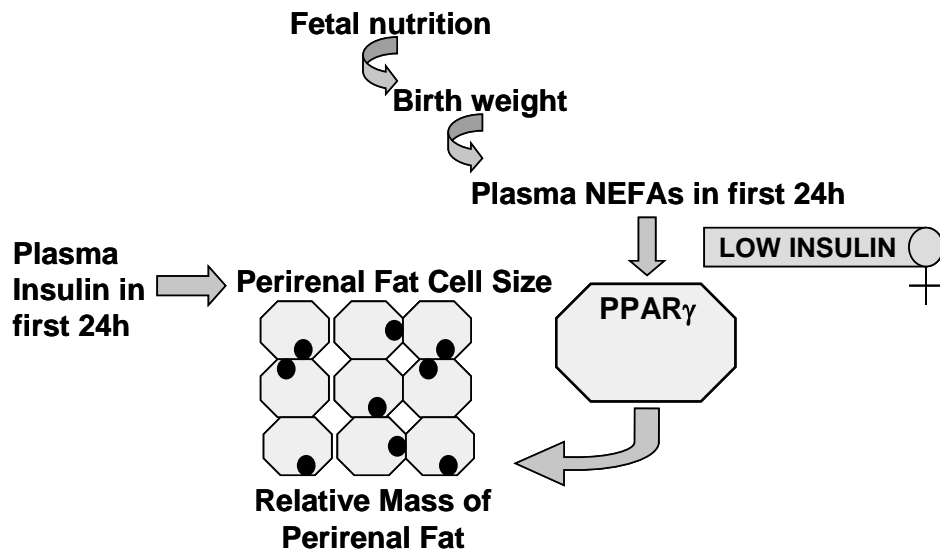 Fetal nutrition
Birth weight
Plasma NEFAs in first 24h
LOW INSULIN
Plasma
Insulin in
first 24h
Perirenal Fat Cell Size
PPARγ
Relative Mass of
Perirenal Fat